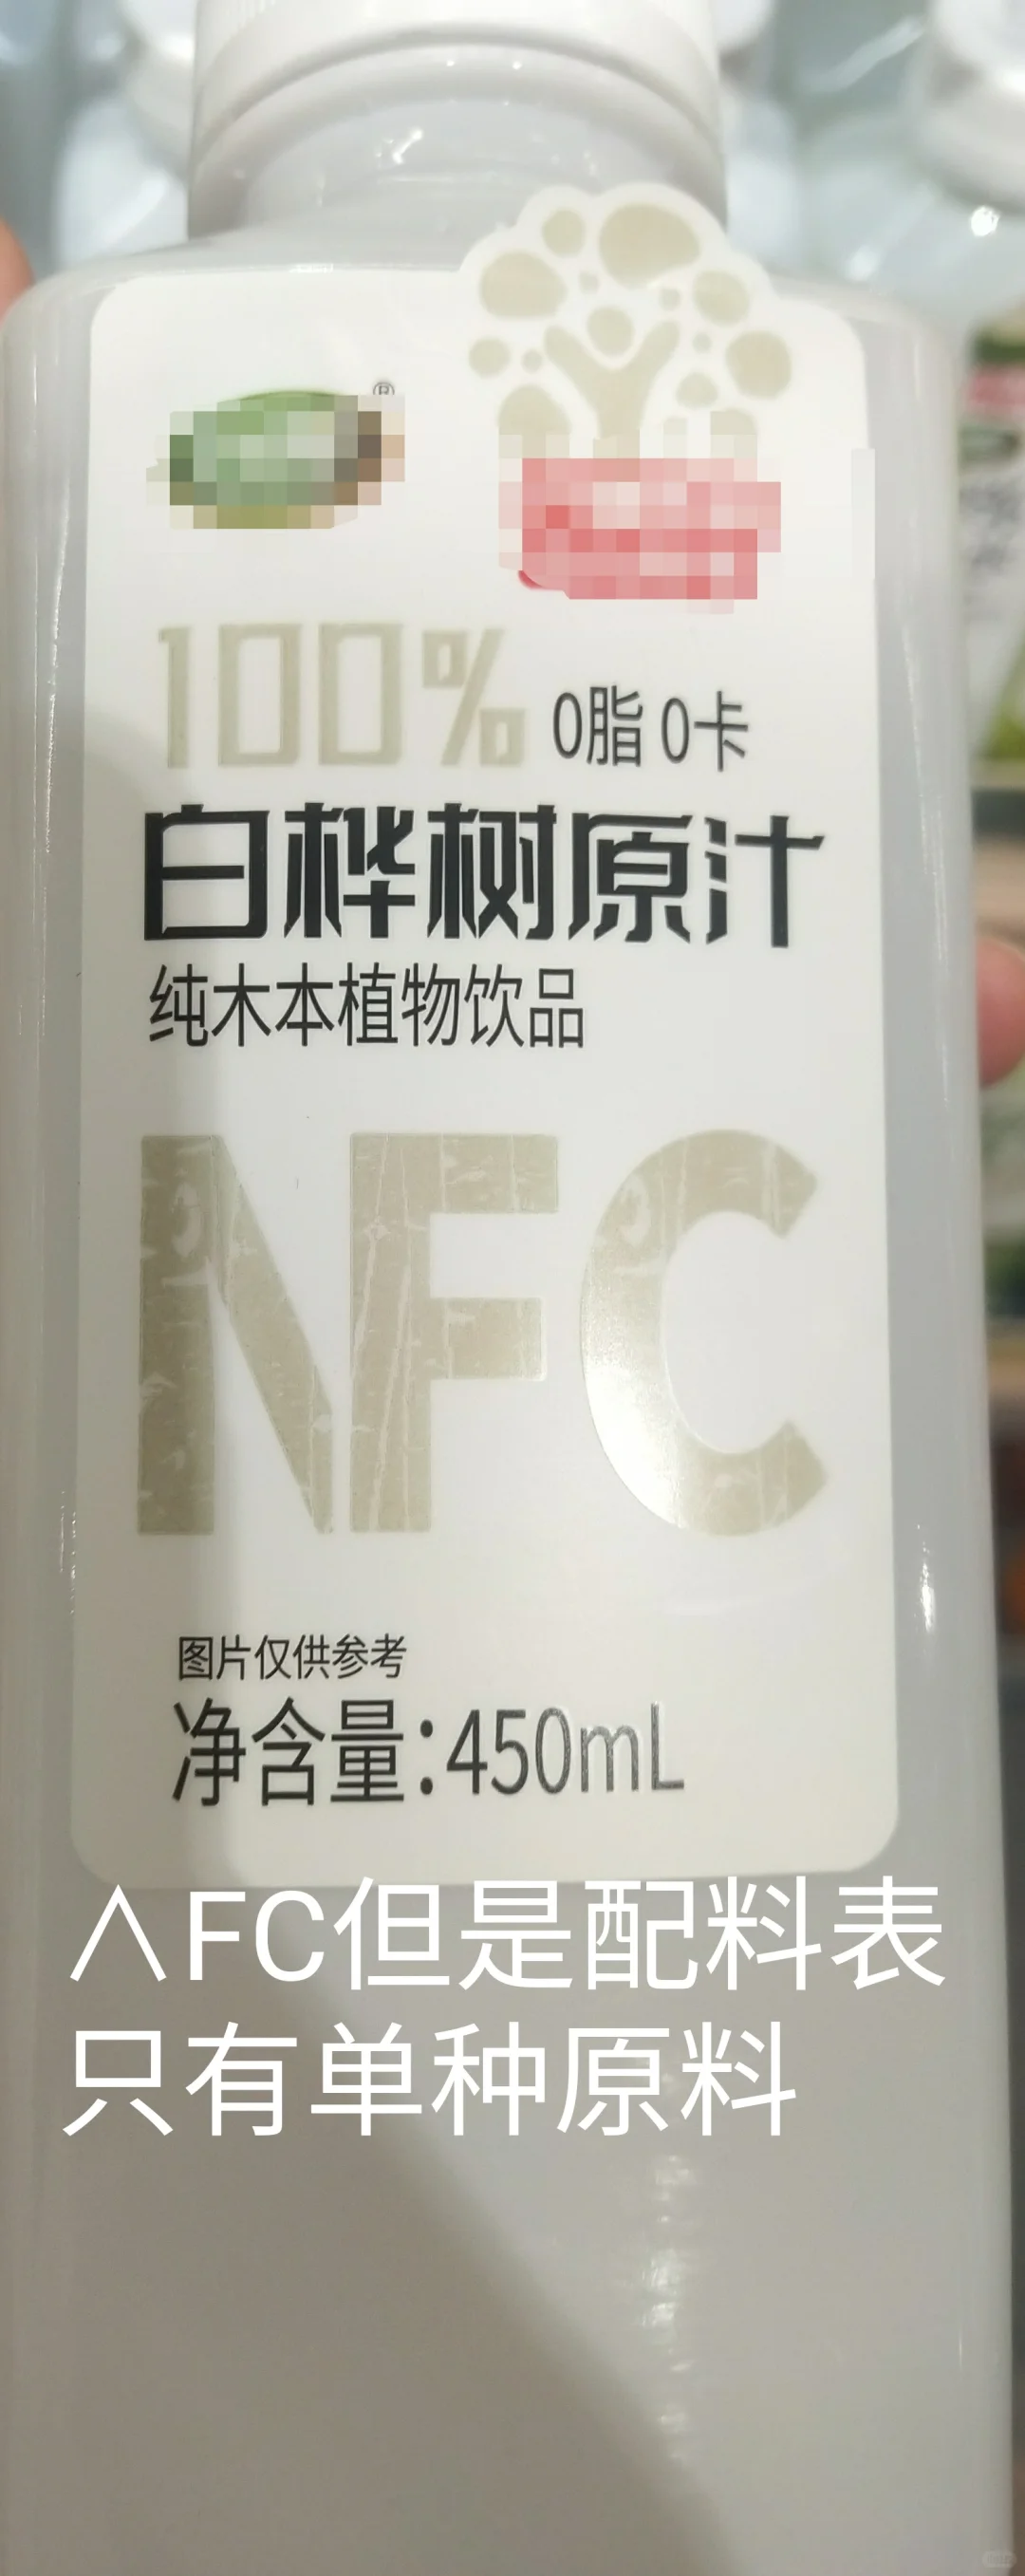 ®
100% 0脂 0卡
白桦树原汁
纯木本植物饮品
NFC
图片仅供参考
净含量:450mL
∧FC但是配料表
只有单种原料